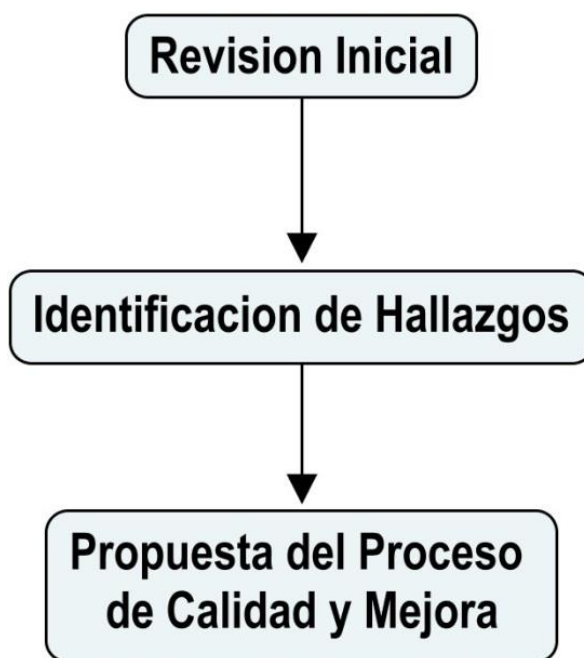 Revision Inicial
Identificacion de Hallazgos
Propuesta del Proceso
de Calidad y Mejora